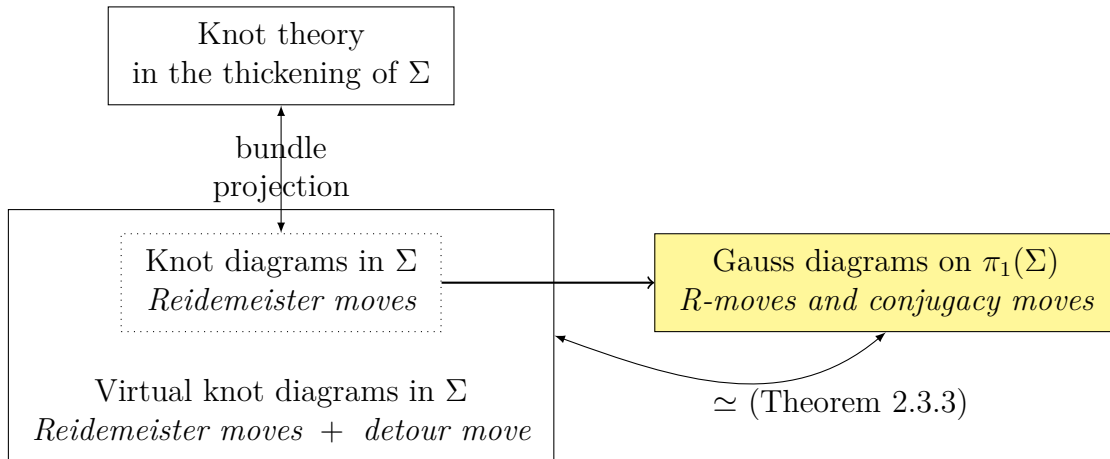 Knot theory
in the thickening of Σ
bundle
projection
Knot diagrams in Σ
Reidemeister moves
Gauss diagrams on π₁(Σ)
R-moves and conjugacy moves
Virtual knot diagrams in Σ
Reidemeister moves + detour move
≃ (Theorem 2.3.3)